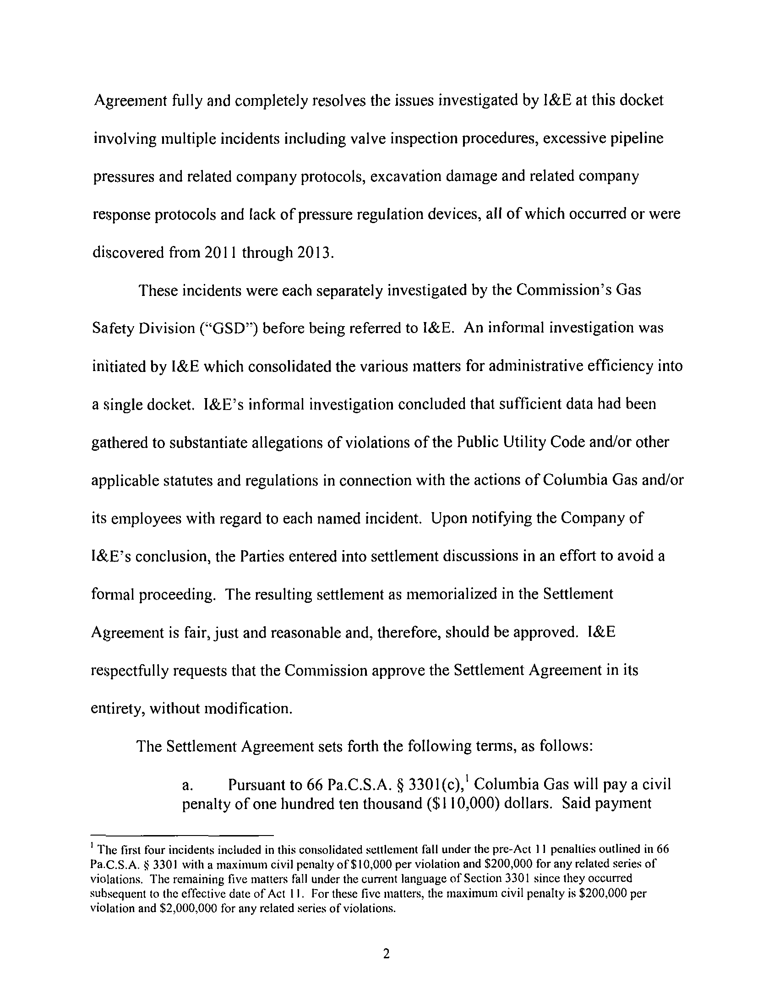 Agreement fully and completely resolves the issues investigated by I&E at this docket
involving multiple incidents including valve inspection procedures, excessive pipeline
pressures and related company protocols, excavation damage and related company
response protocols and lack of pressure regulation devices, all of which occurred or were
discovered from 2011 through 2013.
These incidents were each separately investigated by the Commission's Gas
Safety Division ("GSD") before being referred to I&E. An informal investigation was
initiated by I&E which consolidated the various matters for administrative efficiency into
a single docket. I&E's informal investigation concluded that sufficient data had been
gathered to substantiate allegations of violations of the Public Utility Code and/or other
applicable statutes and regulations in connection with the actions of Columbia Gas and/or
its employees with regard to each named incident. Upon notifying the Company of
I&E's conclusion, the Parties entered into settlement discussions in an effort to avoid a
formal proceeding. The resulting settlement as memorialized in the Settlement
Agreement is fair, just and reasonable and, therefore, should be approved. I&E
respectfully requests that the Commission approve the Settlement Agreement in its
entirety, without modification.
The Settlement Agreement sets forth the following terms, as follows:
a. Pursuant to 66 Pa.C.S.A. § 3301(c),¹ Columbia Gas will pay a civil
penalty of one hundred ten thousand ($110,000) dollars. Said payment
¹ The first four incidents included in this consolidated settlement fall under the pre-Act 11 penalties outlined in 66
Pa.C.S.A. § 3301 with a maximum civil penalty of $10,000 per violation and $200,000 for any related series of
violations. The remaining five matters fall under the current language of Section 3301 since they occurred
subsequent to the effective date of Act 11. For these five matters, the maximum civil penalty is $200,000 per
violation and $2,000,000 for any related series of violations.
2